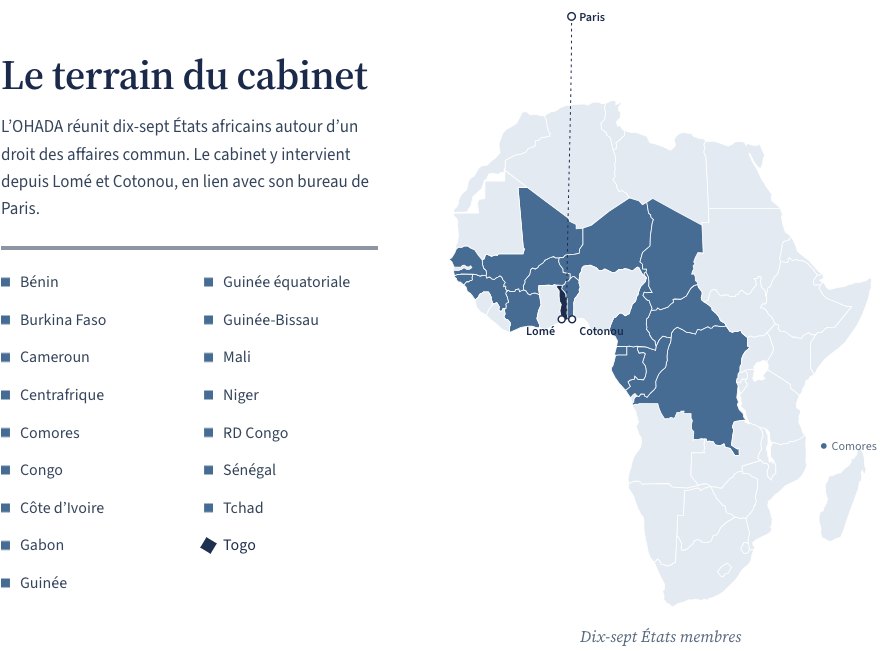 Le terrain du cabinet
L’OHADA réunit dix-sept États africains autour d’un
droit des affaires commun. Le cabinet y intervient
depuis Lomé et Cotonou, en lien avec son bureau de
Paris.
Bénin
Burkina Faso
Cameroun
Centrafrique
Comores
Congo
Côte d’Ivoire
Gabon
Guinée
Guinée équatoriale
Guinée-Bissau
Mali
Niger
RD Congo
Sénégal
Tchad
Togo
Paris
Lomé
Cotonou
Comores
Dix-sept États membres